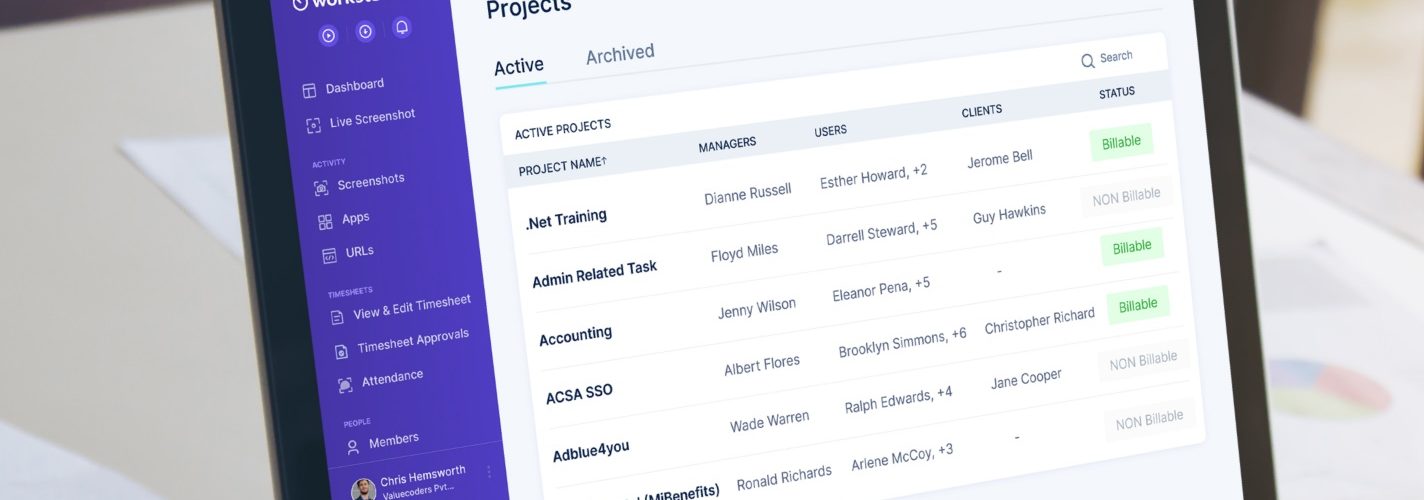 Projects
Dashboard
Live Screenshot
ACTIVITY
Screenshots
Apps
URLs
TIMESHEETS
View & Edit Timesheet
Timesheet Approvals
Attendance
PEOPLE
Members
Chris Hemsworth
Valuecoders Pvt...
Active Archived
Search
ACTIVE PROJECTS
PROJECT NAME↑ MANAGERS USERS CLIENTS STATUS
.Net Training Dianne Russell Esther Howard, +2 Jerome Bell Billable
Admin Related Task Floyd Miles Darrell Steward, +5 Guy Hawkins NON Billable
Accounting Jenny Wilson Eleanor Pena, +5 - Billable
ACSA SSO Albert Flores Brooklyn Simmons, +6 Christopher Richard Billable
Adblue4you Wade Warren Ralph Edwards, +4 Jane Cooper NON Billable
(MiBenefits) Ronald Richards Arlene McCoy, +3 - NON Billable